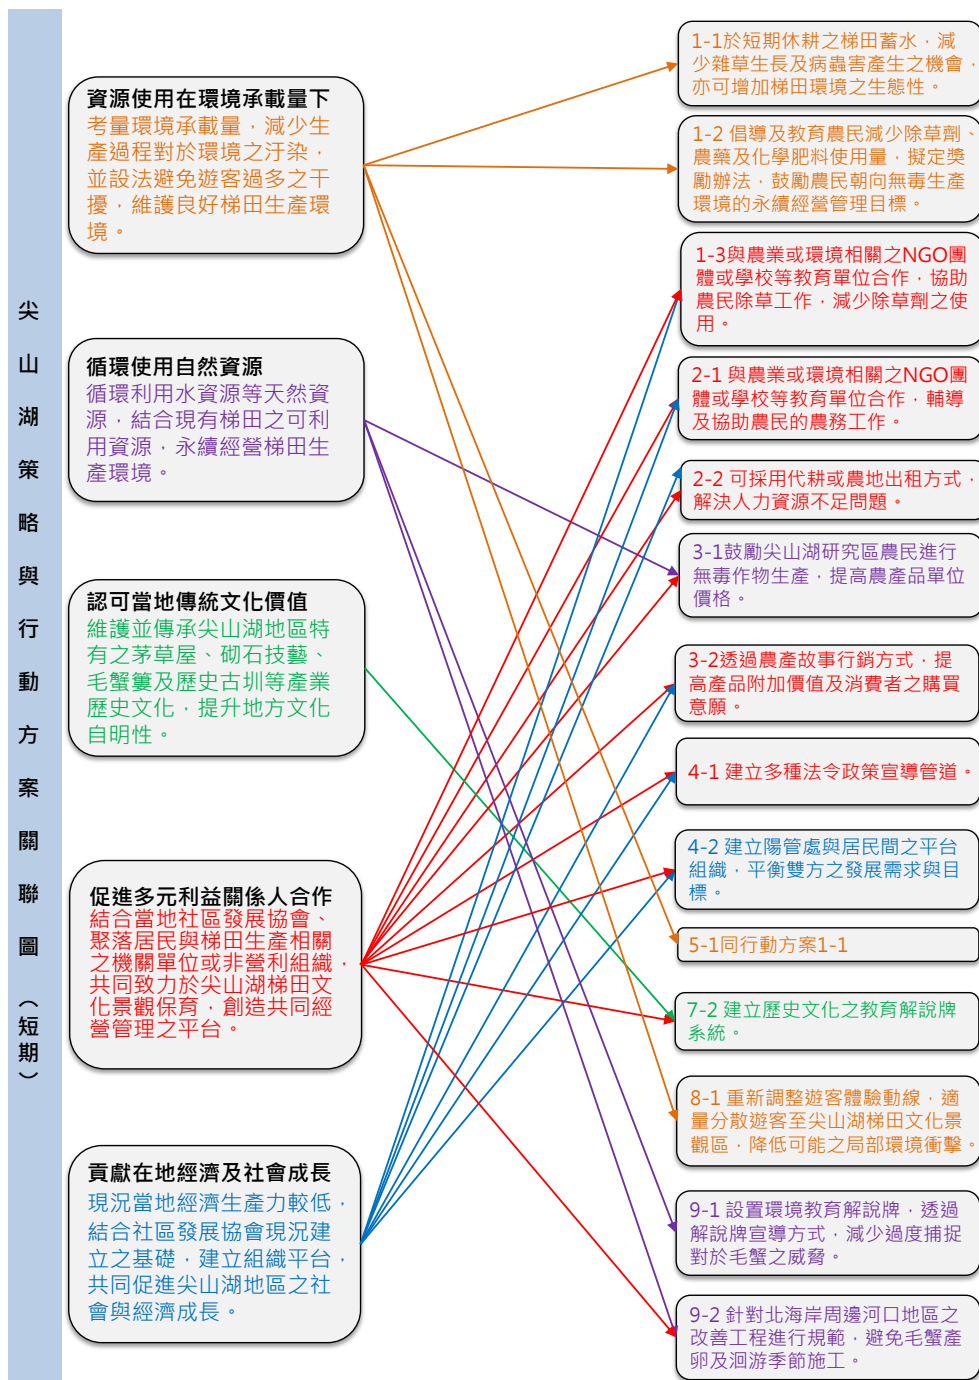 尖山湖策略與行動方案關聯圖（短期）
資源使用在環境承載量下
考量環境承載量，減少生
產過程對於環境之汙染，
並設法避免遊客過多之干
擾，維護良好梯田生產環
境。
循環使用自然資源
循環利用水資源等天然資
源，結合現有梯田之可利
用資源，永續經營梯田生
產環境。
認可當地傳統文化價值
維護並傳承尖山湖地區特
有之茅草屋、砌石技藝、
毛蟹簍及歷史古圳等產業
歷史文化，提升地方文化
自明性。
促進多元利益關係人合作
結合當地社區發展協會、
聚落居民與梯田生產相關
之機關單位或非營利組織，
共同致力於尖山湖梯田文
化景觀保育，創造共同經
營管理之平台。
貢獻在地經濟及社會成長
現況當地經濟生產力較低，
結合社區發展協會現況建
立之基礎，建立組織平台，
共同促進尖山湖地區之社
會與經濟成長。
1-1於短期休耕之梯田蓄水，減
少雜草生長及病蟲害產生之機會，
亦可增加梯田環境之生態性。
1-2 倡導及教育農民減少除草劑、
農藥及化學肥料使用量，擬定獎
勵辦法，鼓勵農民朝向無毒生產
環境的永續經營管理目標。
1-3與農業或環境相關之NGO團
體或學校等教育單位合作，協助
農民除草工作，減少除草劑之使
用。
2-1 與農業或環境相關之NGO團
體或學校等教育單位合作，輔導
及協助農民的農務工作。
2-2 可採用代耕或農地出租方式，
解決人力資源不足問題。
3-1鼓勵尖山湖研究區農民進行
無毒作物生產，提高農產品單位
價格。
3-2透過農產故事行銷方式，提
高產品附加價值及消費者之購買
意願。
4-1 建立多種法令政策宣導管道。
4-2 建立陽管處與居民間之平台
組織，平衡雙方之發展需求與目
標。
5-1同行動方案1-1
7-2 建立歷史文化之教育解說牌
系統。
8-1 重新調整遊客體驗動線，適
量分散遊客至尖山湖梯田文化景
觀區，降低可能之局部環境衝擊。
9-1 設置環境教育解說牌，透過
解說牌宣導方式，減少過度捕捉
對於毛蟹之威脅。
9-2 針對北海岸周邊河口地區之
改善工程進行規範，避免毛蟹產
卵及洄游季節施工。